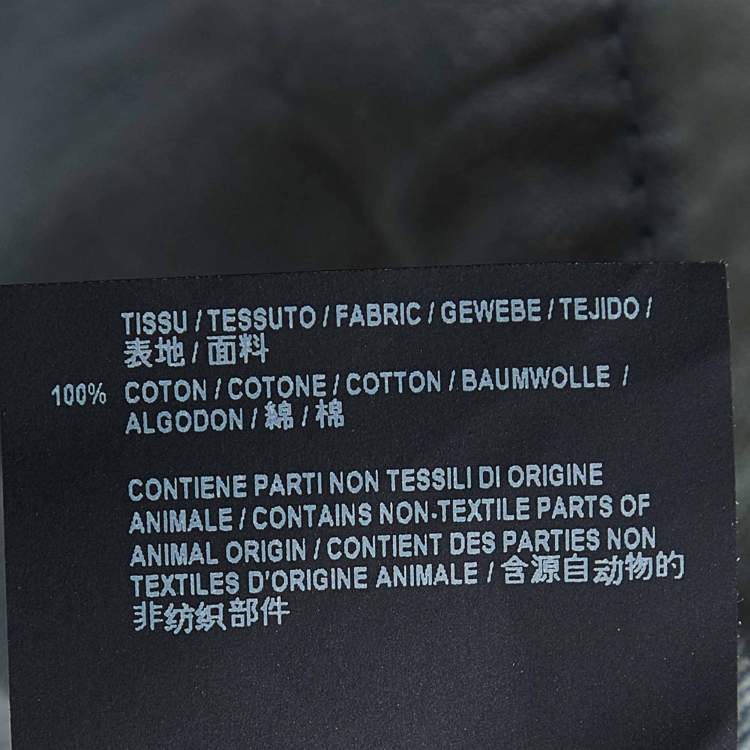 TISSU / TESSUTO / FABRIC / GEWEBE / TEJIDO /
表地 / 面料
100% COTON / COTONE / COTTON / BAUMWOLLE /
ALGODON / 綿 / 棉
CONTIENE PARTI NON TESSILI DI ORIGINE
ANIMALE / CONTAINS NON-TEXTILE PARTS OF
ANIMAL ORIGIN / CONTIENT DES PARTIES NON
TEXTILES D'ORIGINE ANIMALE / 含源自动物的
非纺织部件